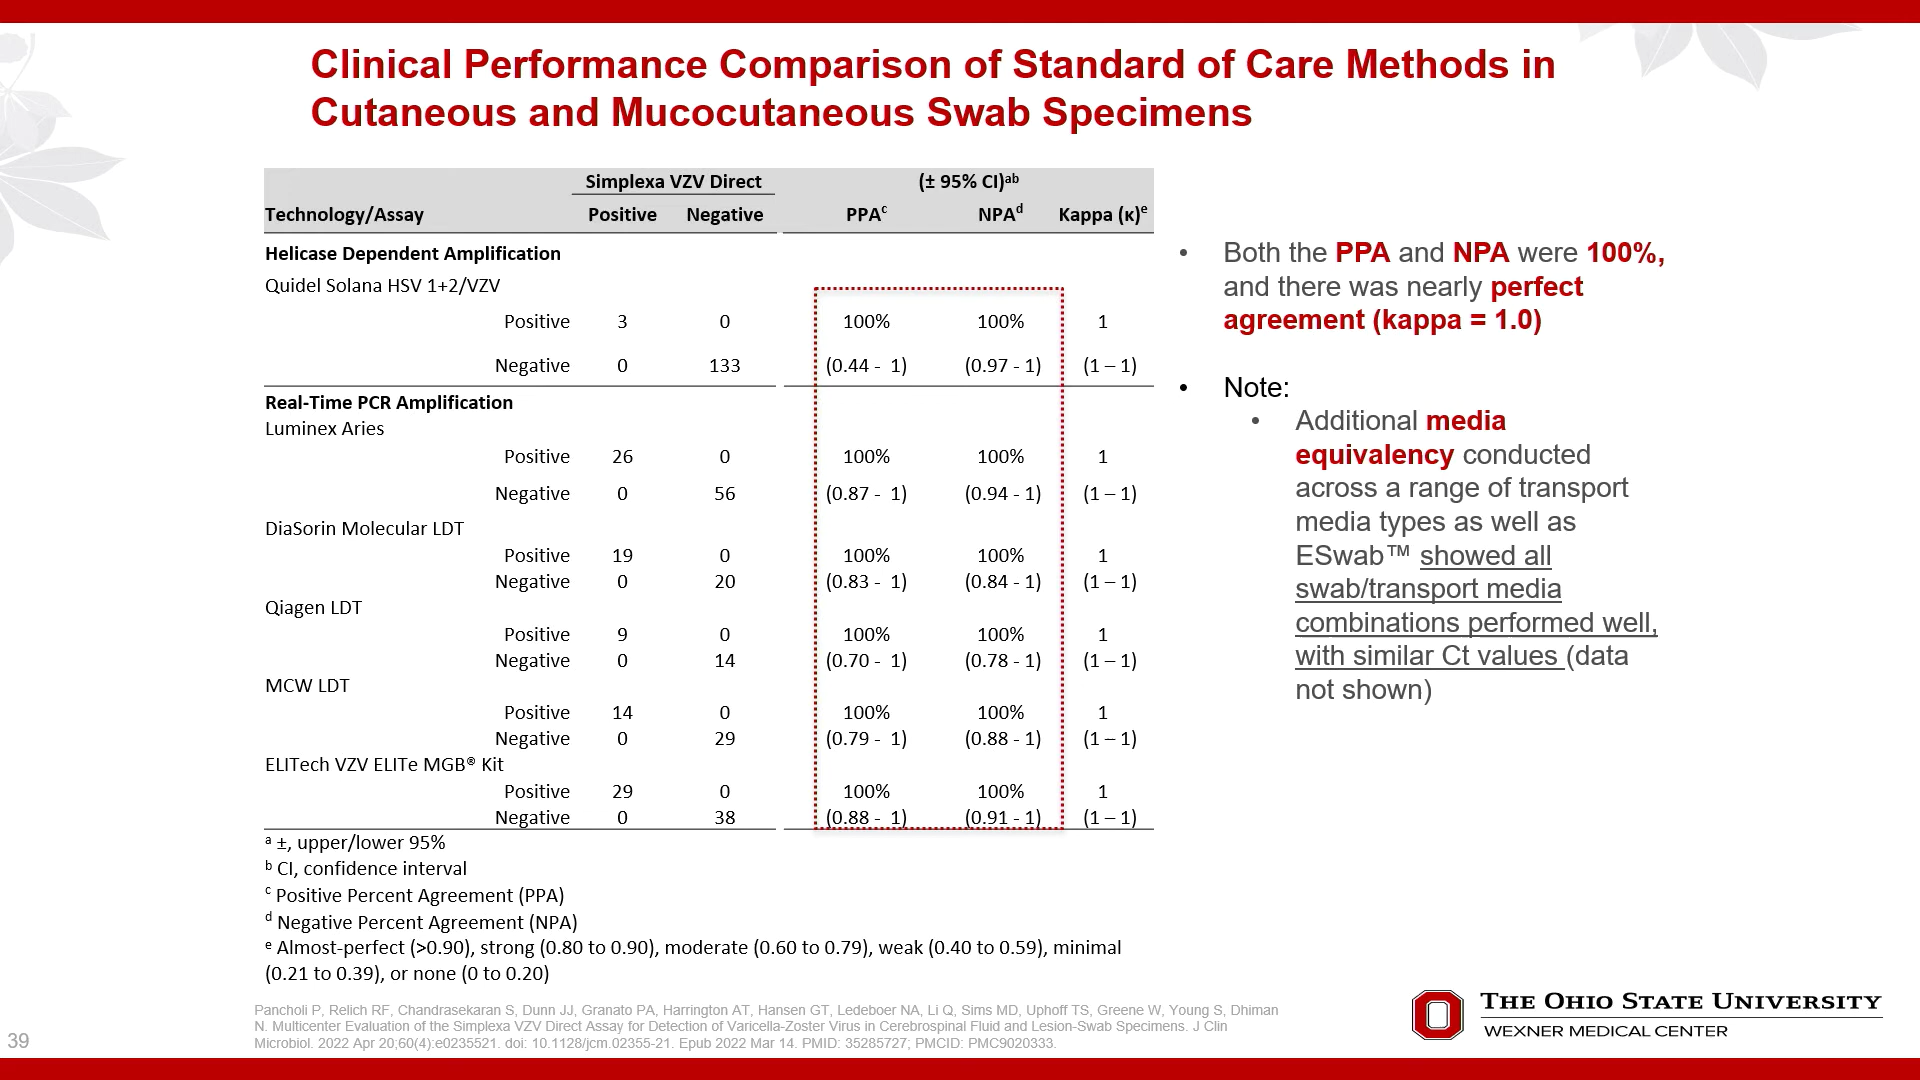 Clinical Performance Comparison of Standard of Care Methods in
Cutaneous and Mucocutaneous Swab Specimens
Simplexa VZV Direct (± 95% CI)ᵃᵇ
Technology/Assay Positive Negative PPAᶜ NPAᵈ Kappa (κ)ᵉ
Helicase Dependent Amplification
Quidel Solana HSV 1+2/VZV
Positive 3 0 100% 100% 1
Negative 0 133 (0.44 - 1) (0.97 - 1) (1 – 1)
Real-Time PCR Amplification
Luminex Aries
Positive 26 0 100% 100% 1
Negative 0 56 (0.87 - 1) (0.94 - 1) (1 – 1)
DiaSorin Molecular LDT
Positive 19 0 100% 100% 1
Negative 0 20 (0.83 - 1) (0.84 - 1) (1 – 1)
Qiagen LDT
Positive 9 0 100% 100% 1
Negative 0 14 (0.70 - 1) (0.78 - 1) (1 – 1)
MCW LDT
Positive 14 0 100% 100% 1
Negative 0 29 (0.79 - 1) (0.88 - 1) (1 – 1)
ELITech VZV ELITe MGB® Kit
Positive 29 0 100% 100% 1
Negative 0 38 (0.88 - 1) (0.91 - 1) (1 – 1)
ᵃ ±, upper/lower 95%
ᵇ CI, confidence interval
ᶜ Positive Percent Agreement (PPA)
ᵈ Negative Percent Agreement (NPA)
ᵉ Almost-perfect (>0.90), strong (0.80 to 0.90), moderate (0.60 to 0.79), weak (0.40 to 0.59), minimal
(0.21 to 0.39), or none (0 to 0.20)
• Both the PPA and NPA were 100%,
and there was nearly perfect
agreement (kappa = 1.0)
• Note:
• Additional media
equivalency conducted
across a range of transport
media types as well as
ESwab™ showed all
swab/transport media
combinations performed well,
with similar Ct values (data
not shown)
Pancholi P, Relich RF, Chandrasekaran S, Dunn JJ, Granato PA, Harrington AT, Hansen GT, Ledeboer NA, Li Q, Sims MD, Uphoff TS, Greene W, Young S, Dhiman
N. Multicenter Evaluation of the Simplexa VZV Direct Assay for Detection of Varicella-Zoster Virus in Cerebrospinal Fluid and Lesion-Swab Specimens. J Clin
Microbiol. 2022 Apr 20;60(4):e0235521. doi: 10.1128/jcm.02355-21. Epub 2022 Mar 14. PMID: 35285727; PMCID: PMC9020333.
39
THE OHIO STATE UNIVERSITY
WEXNER MEDICAL CENTER